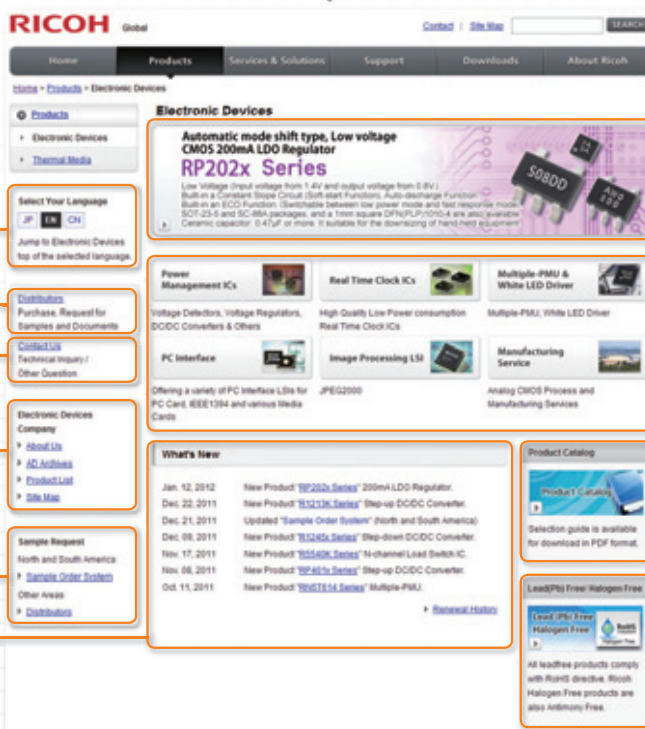 RICOH Global
Contact | Site Map SEARCH
Home Products Services & Solutions Support Downloads About Ricoh
Home > Products > Electronic Devices
Products
Electronic Devices
Thermal Media
Select Your Language
JP EN CN
Jump to Electronic Devices
top of the selected language.
Distributors
Purchase, Request for
Samples and Documents
Contact Us
Technical Inquiry /
Other Question
Electronic Devices
Company
About Us
AD Archives
Product List
Site Map
Sample Request
North and South America
Sample Order System
Other Areas
Distributors
Electronic Devices
Automatic mode shift type, Low voltage
CMOS 200mA LDO Regulator
RP202x Series
Low Voltage (Input voltage from 1.4V and output voltage from 0.8V)
Built-in a Constant Slope Circuit (Soft-start Function), Auto-discharge Function
Built-in an ECO Function. (Switchable between low power mode and fast response mode)
SOT-23-5 and SC-88A packages, and a 1mm square DFN(PLP)1010-4 are also available
Ceramic capacitor: 0.47μF or more. It suitable for the downsizing of hand-held equipment
S08DD
Power
Management ICs
Voltage Detectors, Voltage Regulators,
DC/DC Converters & Others
Real Time Clock ICs
High Quality Low Power consumption
Real Time Clock ICs
Multiple-PMU &
White LED Driver
Multiple-PMU, White LED Driver
PC Interface
Offering a variety of PC Interface LSIs for
PC Card, IEEE1394 and various Media
Cards
Image Processing LSI
JPEG2000
Manufacturing
Service
Analog CMOS Process and
Manufacturing Services
What's New
Jan. 12, 2012 New Product "RP202x Series" 200mA LDO Regulator.
Dec. 22, 2011 New Product "R1213K Series" Step-up DC/DC Converter.
Dec. 21, 2011 Updated "Sample Order System" (North and South America)
Dec. 09, 2011 New Product "R1245x Series" Step-down DC/DC Converter.
Nov. 17, 2011 New Product "R5540K Series" N-channel Load Switch IC.
Nov. 08, 2011 New Product "RP401x Series" Step-up DC/DC Converter.
Oct. 11, 2011 New Product "RN5T614 Series" Multiple-PMU.
Renewal History
Product Catalog
Product Catalog
Selection guide is available
for download in PDF format.
Lead(Pb) Free/ Halogen Free
Lead (Pb) Free
Halogen Free
RoHS
Halogen Free
All leadfree products comply
with RoHS directive. Ricoh
Halogen Free products are
also Antimony Free.